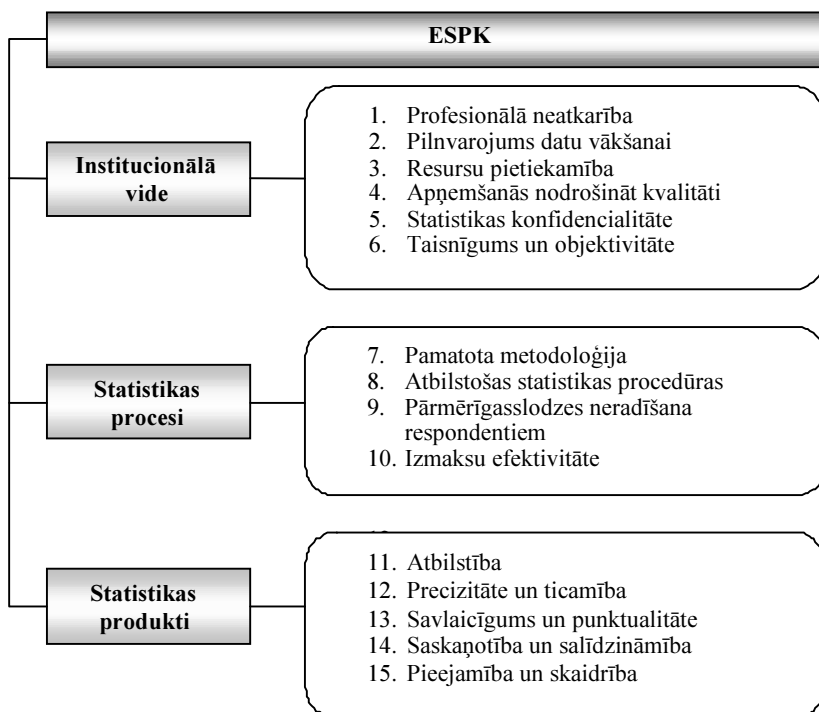 ESPK
Institucionālā
vide
1. Profesionālā neatkarība
2. Pilnvarojums datu vākšanai
3. Resursu pietiekamība
4. Apņemšanās nodrošināt kvalitāti
5. Statistikas konfidencialitāte
6. Taisnīgums un objektivitāte
Statistikas
procesi
7. Pamatota metodoloģija
8. Atbilstošas statistikas procedūras
9. Pārmērīgasslodzes neradīšana
respondentiem
10. Izmaksu efektivitāte
Statistikas
produkti
11. Atbilstība
12. Precizitāte un ticamība
13. Savlaicīgums un punktualitāte
14. Saskaņotība un salīdzināmība
15. Pieejamība un skaidrība